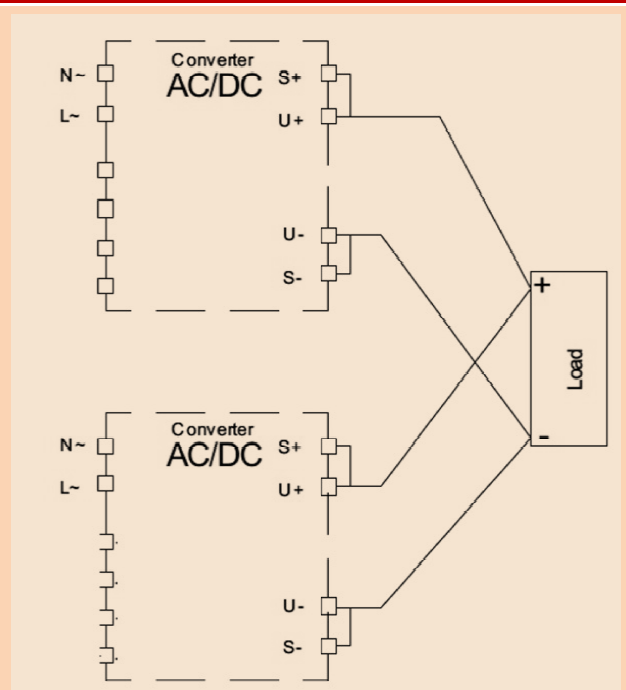 Converter
AC/DC
N~
S+
L~
U+
U-
S-
+
Load
-
Converter
AC/DC
N~
S+
L~
U+
U-
S-